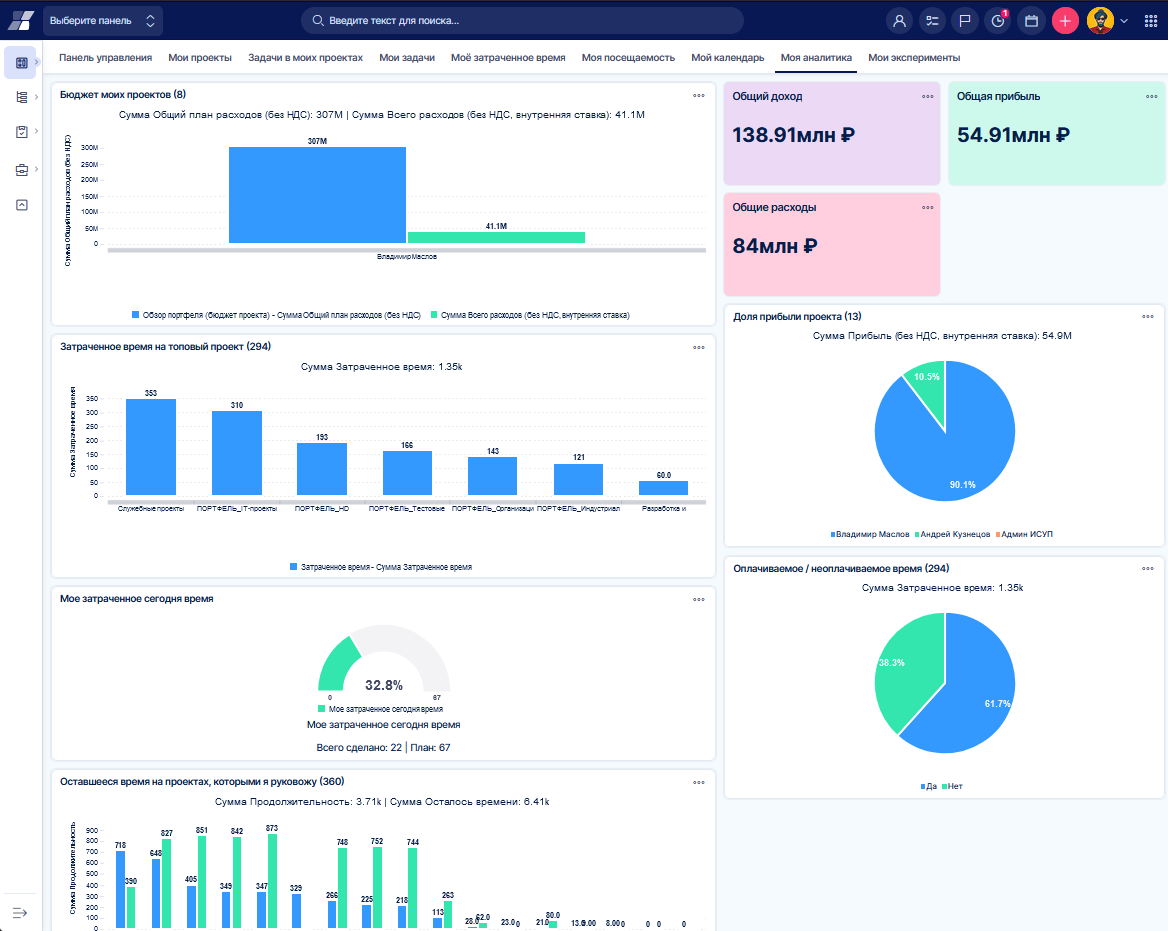 Выберите панель
Введите текст для поиска...
1
Панель управления
Мои проекты
Задачи в моих проектах
Мои задачи
Моё затраченное время
Моя посещаемость
Мой календарь
Моя аналитика
Мои эксперименты
Бюджет моих проектов (8)
Сумма Общий план расходов (без НДС): 307M | Сумма Всего расходов (без НДС, внутренняя ставка): 41.1M
Сумма Общий план расходов (без НДС)
300M
250M
200M
150M
100M
50M
0
307M
41.1M
Владимир Маслов
Обзор портфеля (бюджет проекта) - Сумма Общий план расходов (без НДС)
Сумма Всего расходов (без НДС, внутренняя ставка)
Общий доход
138.91млн ₽
Общая прибыль
54.91млн ₽
Общие расходы
84млн ₽
Затраченное время на топовый проект (294)
Сумма Затраченное время: 1.35k
Сумма Затраченное время
350
300
250
200
150
100
50
0
353
310
193
166
143
121
60.0
Служебные проекты
ПОРТФЕЛЬ_IT-проекты
ПОРТФЕЛЬ_HD
ПОРТФЕЛЬ_Тестовые
ПОРТФЕЛЬ_Организаци
ПОРТФЕЛЬ_Индустриал
Разработка и
Затраченное время - Сумма Затраченное время
Доля прибыли проекта (13)
Сумма Прибыль (без НДС, внутренняя ставка): 54.9M
10.5%
90.1%
Владимир Маслов
Андрей Кузнецов
Админ ИСУП
Мое затраченное сегодня время
32.8%
0
67
Мое затраченное сегодня время
Мое затраченное сегодня время
Всего сделано: 22 | План: 67
Оплачиваемое / неоплачиваемое время (294)
Сумма Затраченное время: 1.35k
38.3%
61.7%
Да
Нет
Оставшееся время на проектах, которыми я руковожу (360)
Сумма Продолжительность: 3.71k | Сумма Осталось времени: 6.41k
Сумма Продолжительность
900
800
700
600
500
400
300
200
100
0
718
390
648
827
405
851
349
842
347
873
329
266
748
225
752
218
744
113
263
28.0
62.0
23.0
0
21.0
80.0
13.0
9.00
8.00
0
0
0
0